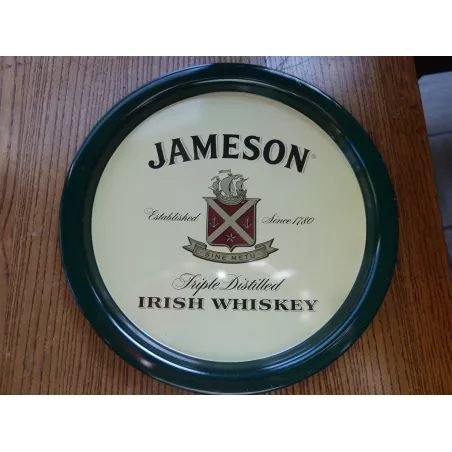 JAMESON
Established Since 1780
SINE METU
Triple Distilled
IRISH WHISKEY